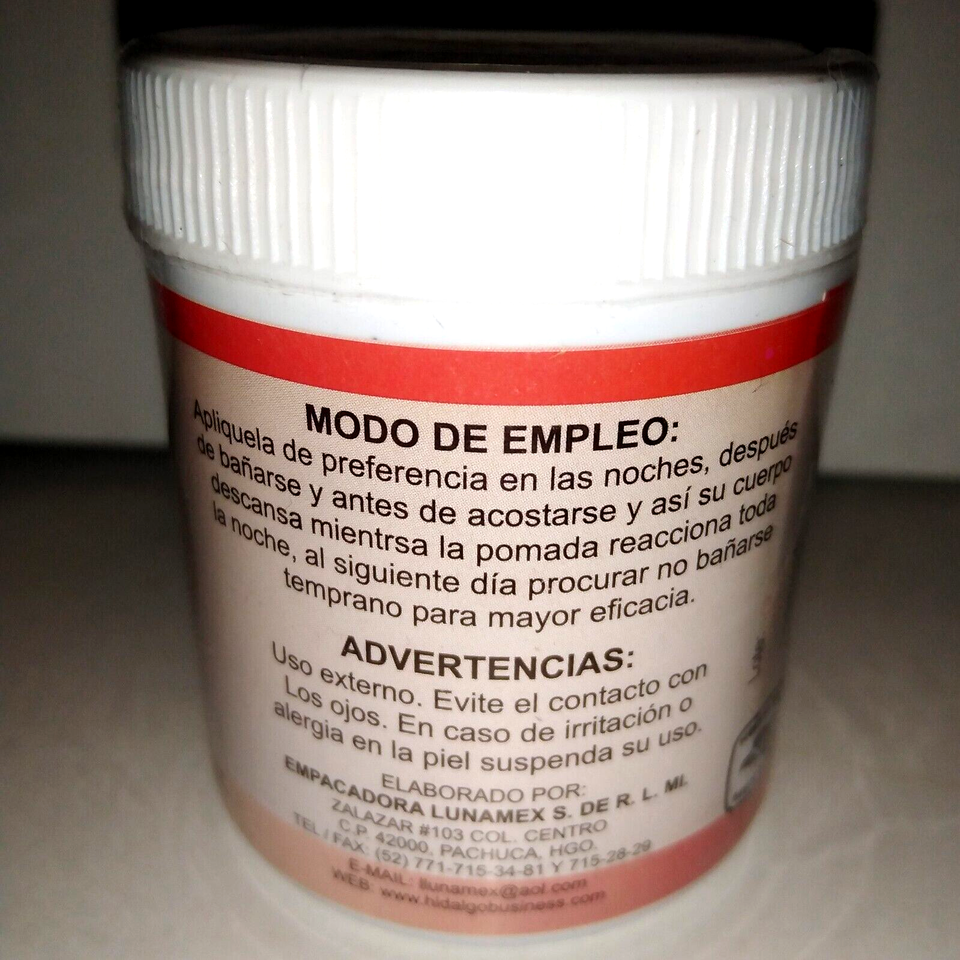 MODO DE EMPLEO:
Apliquela de preferencia en las noches, después
de bañarse y antes de acostarse y así su cuerpo
descansa mientrsa la pomada reacciona toda
la noche, al siguiente día procurar no bañarse
temprano para mayor eficacia.
ADVERTENCIAS:
Uso externo. Evite el contacto con
Los ojos. En caso de irritación o
alergia en la piel suspenda su uso.
ELABORADO POR:
EMPACADORA LUNAMEX S. DE R. L. MI.
ZALAZAR #103 COL. CENTRO
C.P. 42000, PACHUCA, HGO.
TEL / FAX: (52) 771-715-34-81 Y 715-28-29
E-MAIL: llunamex@aol.com
WEB: www.hidalgobusiness.com